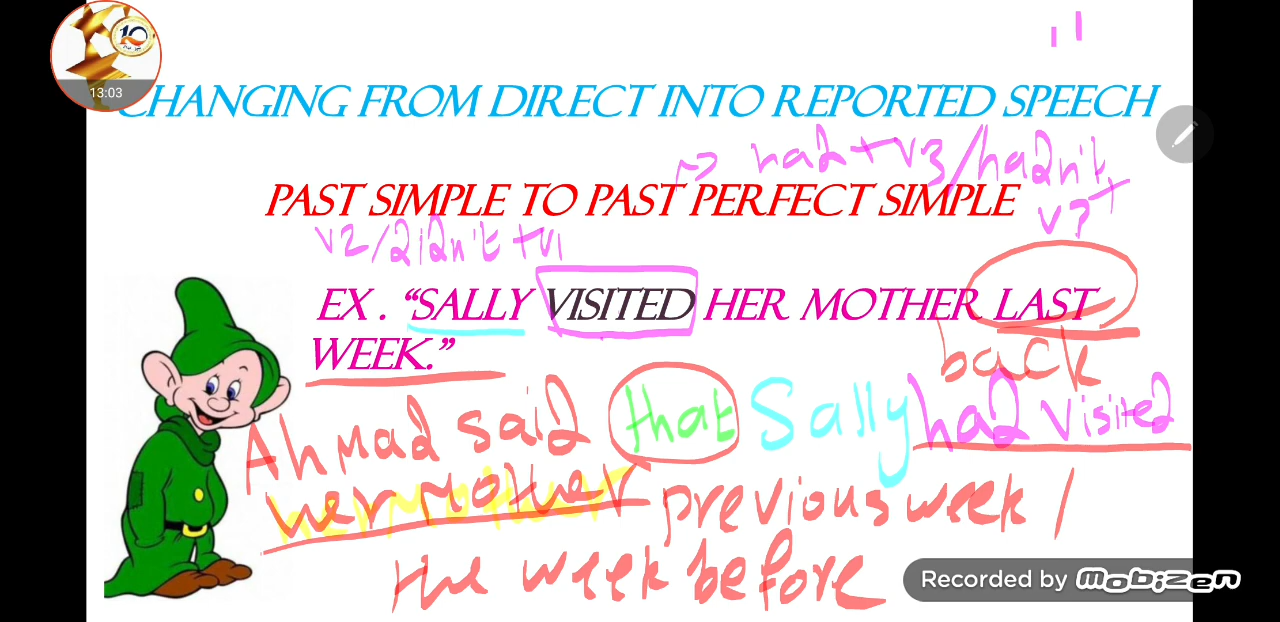 10
13:03
CHANGING FROM DIRECT INTO REPORTED SPEECH
had + V3 / hadn't +
V3
PAST SIMPLE TO PAST PERFECT SIMPLE
V2 / didn't + V1
EX . “SALLY VISITED HER MOTHER LAST
WEEK.”
back
Ahmad said that Sally had visited
her mother previous week /
the week before
Recorded by MOBIZEN